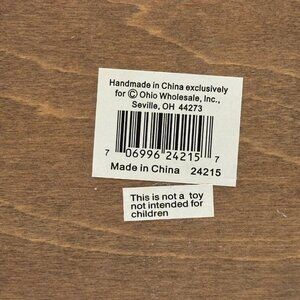 Handmade in China exclusively
for © Ohio Wholesale, Inc.,
Seville, OH 44273
7 06996 24215 7
Made in China 24215
This is not a toy
not intended for
children